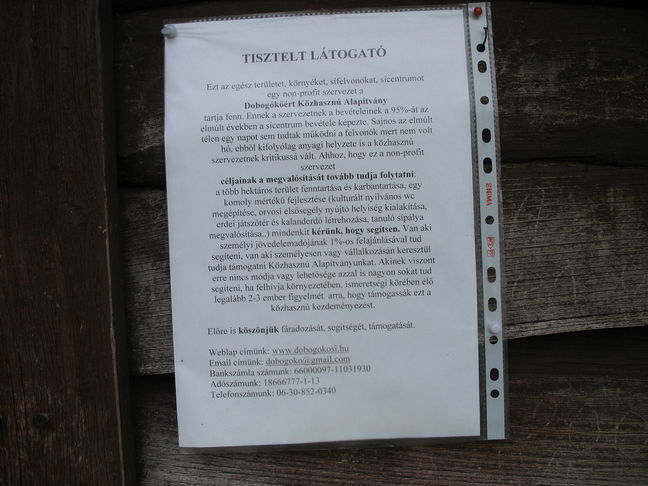 TISZTELT LÁTOGATÓ
Ezt az egész területet, környéket, sífelvonókat, sícentrumot
egy non-profit szervezet a
Dobogókőért Közhasznú Alapítvány
tartja fenn. Ennek a szervezetnek a bevételeinek a 95%-át az
elmúlt években a sícentrum bevétele képezte. Sajnos az elmúlt
télen egy napot sem tudtak működni a felvonók mert nem volt
hó, ebből kifolyólag anyagi helyzete is a közhasznú
szervezetnek kritikussá vált. Ahhoz, hogy ez a non-profit
szervezet
céljainak a megvalósítását tovább tudja folytatni:
a több hektáros terület fenntartása és karbantartása, egy
komoly mértékű fejlesztése (kulturált nyilvános wc
megépítése, orvosi elsősegély nyújtó helyiség kialakítása,
erdei játszótér és kalanderdő létrehozása, tanuló sípálya
megvalósítása..) mindenkit kérünk, hogy segítsen. Van aki
személyi jövedelemadójának 1%-os felajánlásával tud
segíteni, van aki személyesen vagy vállalkozásán keresztül
tudja támogatni Közhasznú Alapítványunkat. Akinek viszont
erre nincs módja vagy lehetősége azzal is nagyon sokat tud
segíteni, ha felhívja környezetében, ismeretségi körében élő
legalább 2-3 ember figyelmét arra, hogy támogassák ezt a
közhasznú kezdeményezést.
Előre is köszönjük fáradozását, segítségét, támogatását.
Weblap címünk: www.dobogokosi.hu
Email címünk: dobogoko@gmail.com
Bankszámla számunk: 66000097-11031930
Adószámunk: 18666777-1-13
Telefonszámunk: 06-30-852-0340
SIGMA